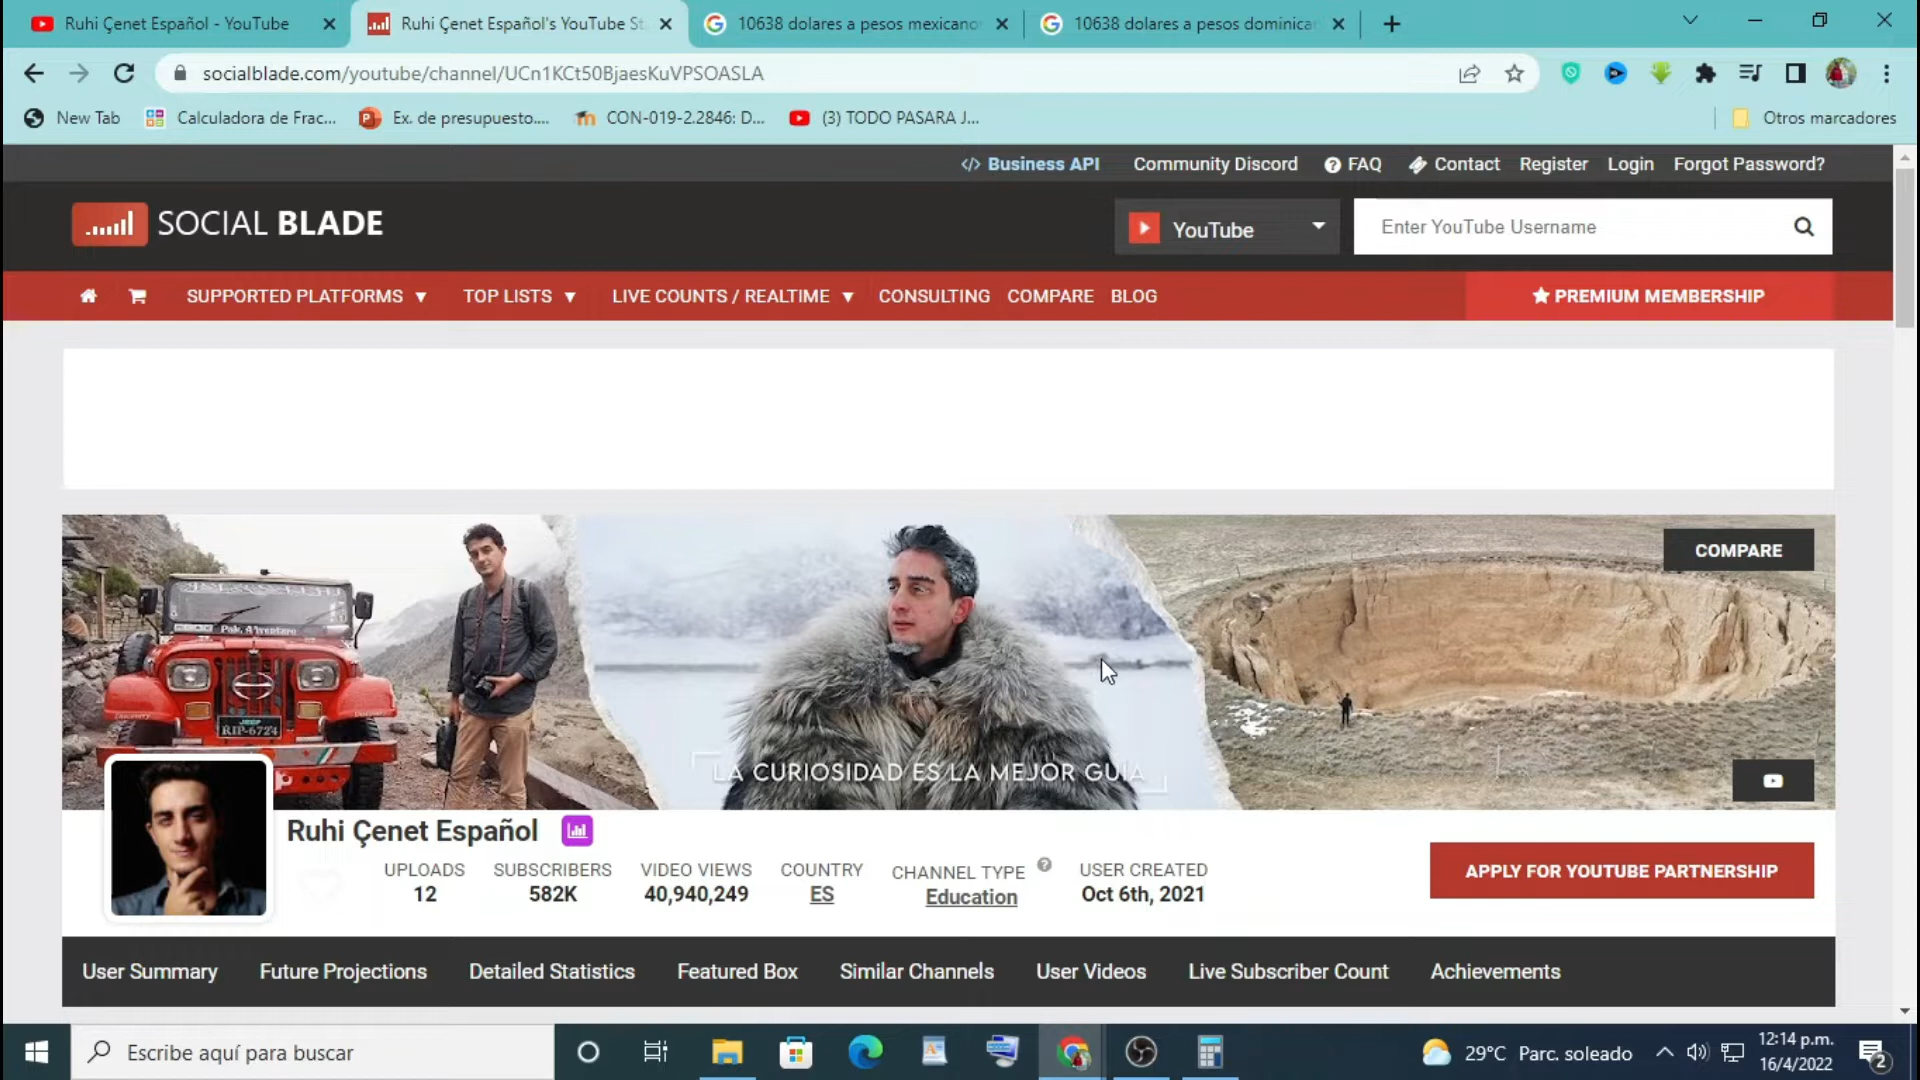 Ruhi Çenet Español - YouTube
Ruhi Çenet Español's YouTube St
10638 dolares a pesos mexicano
10638 dolares a pesos dominica
socialblade.com/youtube/channel/UCn1KCt50BjaesKuVPSOASLA
New Tab
Calculadora de Frac...
Ex. de presupuesto....
CON-019-2.2846: D...
(3) TODO PASARA J...
Otros marcadores
</> Business API
Community Discord
FAQ
Contact
Register
Login
Forgot Password?
SOCIAL BLADE
YouTube
Enter YouTube Username
SUPPORTED PLATFORMS
TOP LISTS
LIVE COUNTS / REALTIME
CONSULTING
COMPARE
BLOG
PREMIUM MEMBERSHIP
COMPARE
JEEP
RIP-6724
LA CURIOSIDAD ES LA MEJOR GUÍA
Ruhi Çenet Español
UPLOADS
12
SUBSCRIBERS
582K
VIDEO VIEWS
40,940,249
COUNTRY
ES
CHANNEL TYPE
Education
USER CREATED
Oct 6th, 2021
APPLY FOR YOUTUBE PARTNERSHIP
User Summary
Future Projections
Detailed Statistics
Featured Box
Similar Channels
User Videos
Live Subscriber Count
Achievements
Escribe aquí para buscar
29°C Parc. soleado
12:14 p.m.
16/4/2022
2